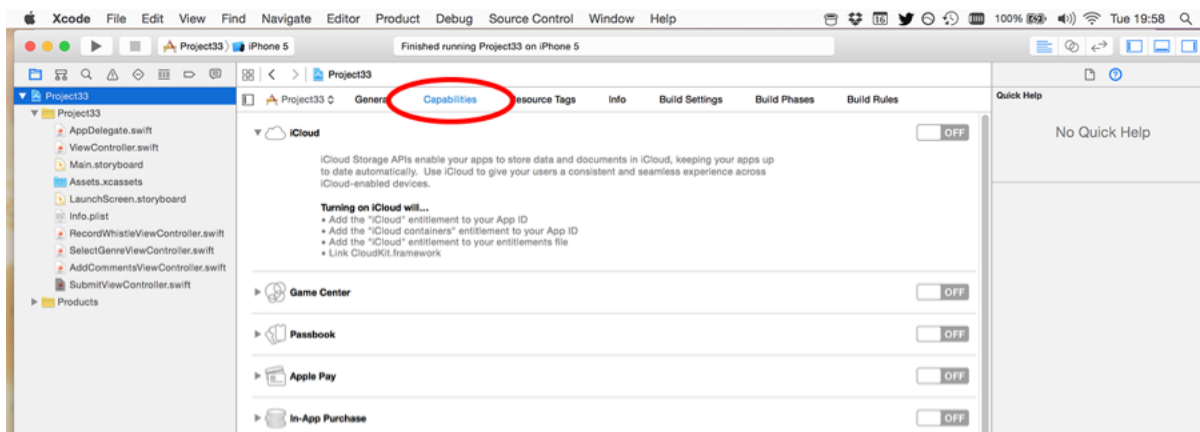 Xcode File Edit View Find Navigate Editor Product Debug Source Control Window Help 16 100% Tue 19:58
Project33 iPhone 5 Finished running Project33 on iPhone 5
Project33
Project33 General Capabilities Resource Tags Info Build Settings Build Phases Build Rules
Quick Help
No Quick Help
Project33
Project33
AppDelegate.swift
ViewController.swift
Main.storyboard
Assets.xcassets
LaunchScreen.storyboard
Info.plist
RecordWhistleViewController.swift
SelectGenreViewController.swift
AddCommentsViewController.swift
SubmitViewController.swift
Products
iCloud OFF
iCloud Storage APIs enable your apps to store data and documents in iCloud, keeping your apps up
to date automatically. Use iCloud to give your users a consistent and seamless experience across
iCloud-enabled devices.
Turning on iCloud will...
• Add the "iCloud" entitlement to your App ID
• Add the "iCloud containers" entitlement to your App ID
• Add the "iCloud" entitlement to your entitlements file
• Link CloudKit.framework
Game Center OFF
Passbook OFF
Apple Pay OFF
In-App Purchase OFF